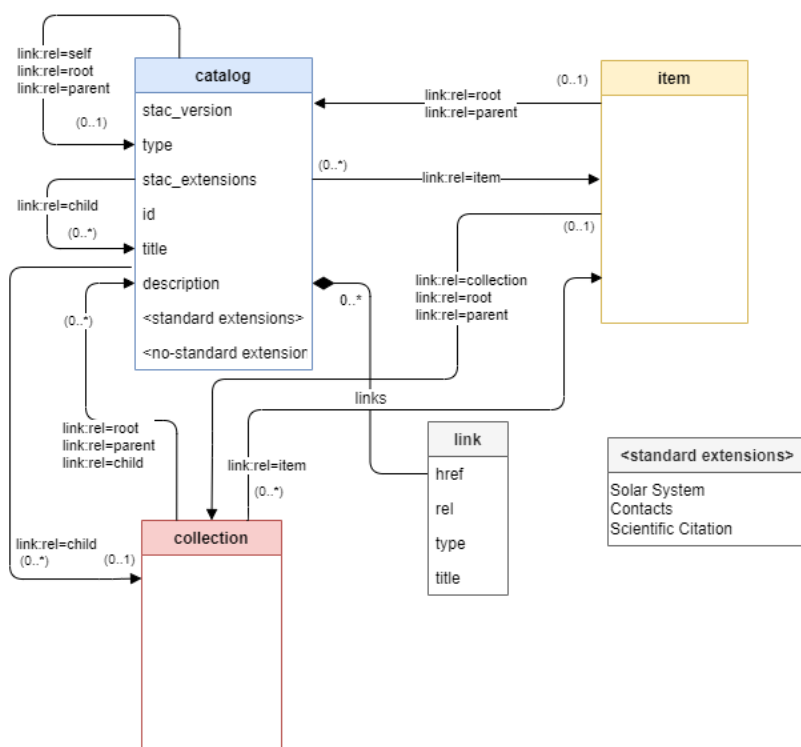 link:rel=self
link:rel=root
link:rel=parent
(0..1)
catalog
stac_version
type
stac_extensions
id
title
description
<standard extensions>
<no-standard extension
link:rel=child
(0..*)
(0..*)
link:rel=root
link:rel=parent
(0..1)
item
(0..*)
link:rel=item
(0..1)
link:rel=collection
link:rel=root
link:rel=parent
0..*
links
link
href
rel
type
title
<standard extensions>
Solar System
Contacts
Scientific Citation
link:rel=root
link:rel=parent
link:rel=child
link:rel=item
(0..*)
link:rel=child
(0..*)
(0..1)
collection